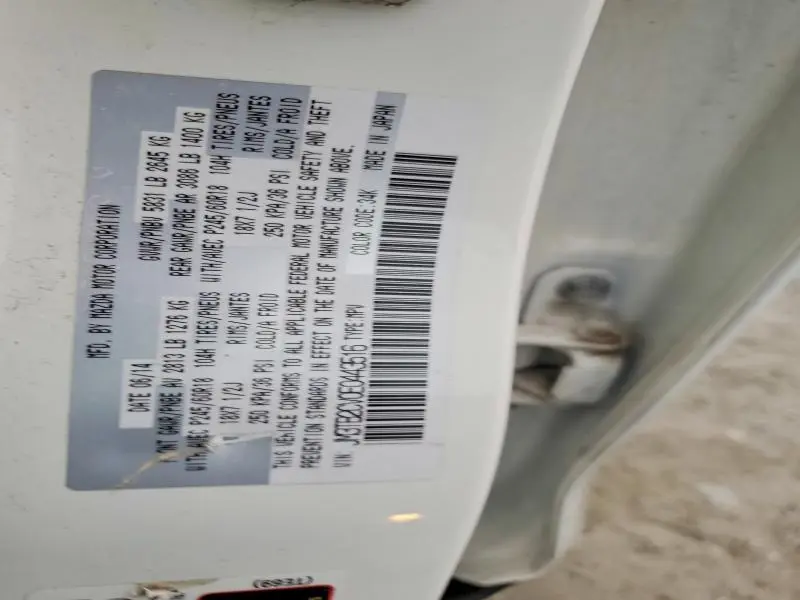 MFD. BY MAZDA MOTOR CORPORATION
DATE 06/14 GVWR/PNBV 5831 LB 2645 KG
FRONT GAWR/PNBE AV 2813 LB 1276 KG REAR GAWR/PNBE AR 3086 LB 1400 KG
WITH/AVEC P245/60R18 104H TIRES/PNEUS WITH/AVEC P245/60R18 104H TIRES/PNEUS
18X7 1/2J RIMS/JANTES 18X7 1/2J RIMS/JANTES
250 KPA/36 PSI COLD/A FROID 250 KPA/36 PSI COLD/A FROID
THIS VEHICLE CONFORMS TO ALL APPLICABLE FEDERAL MOTOR VEHICLE SAFETY AND THEFT
PREVENTION STANDARDS IN EFFECT ON THE DATE OF MANUFACTURE SHOWN ABOVE.
VIN TYPE:MPV COLOR CODE:34K MADE IN JAPAN
(TE69)